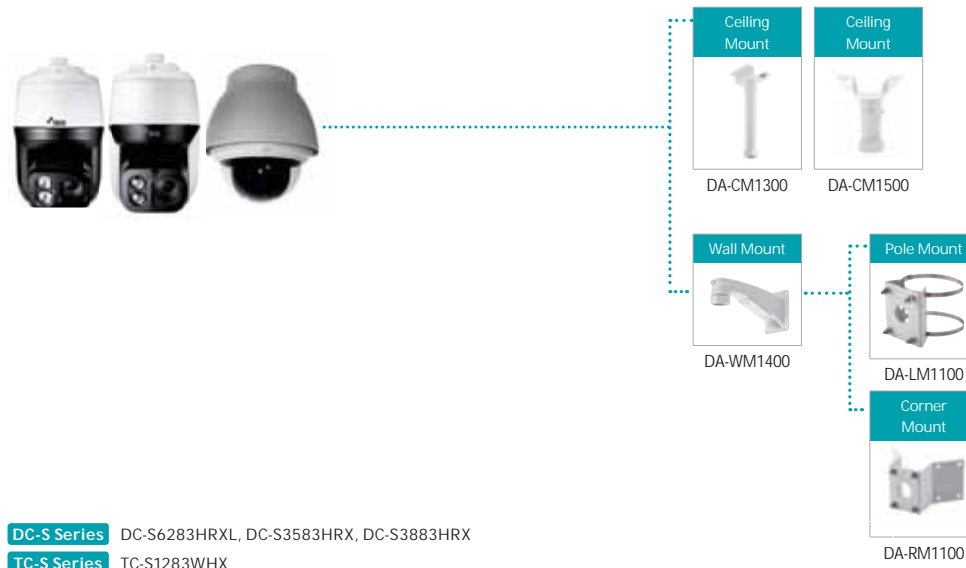 Ceiling
Mount
Ceiling
Mount
DA-CM1300
DA-CM1500
Wall Mount
Pole Mount
DA-WM1400
DA-LM1100
Corner
Mount
DA-RM1100
DC-S Series DC-S6283HRXL, DC-S3583HRX, DC-S3883HRX
TC-S Series TC-S1283WHX